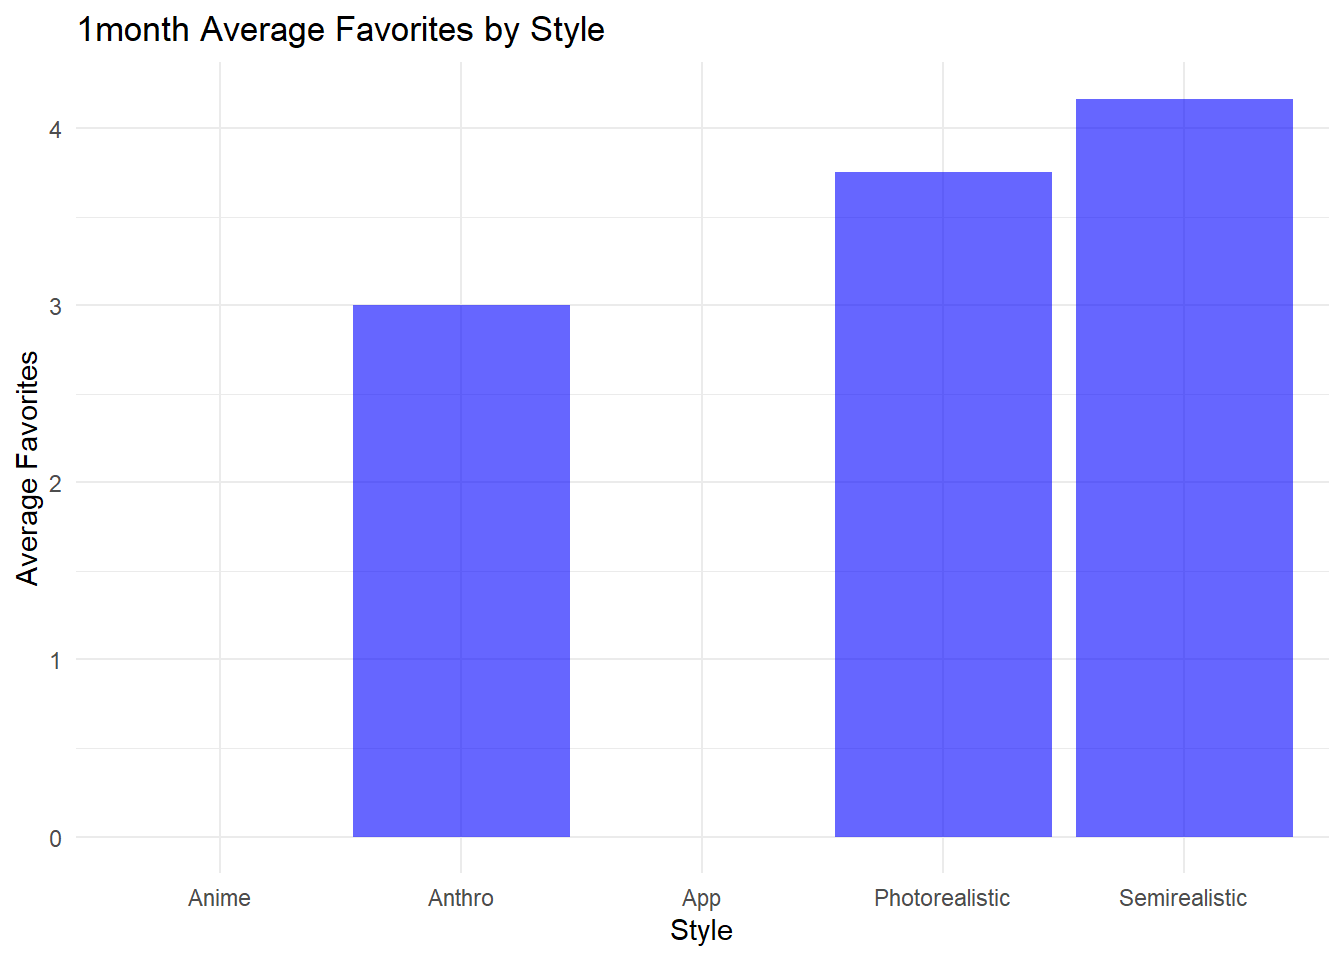 1month Average Favorites by Style
Average Favorites
4
3
2
1
0
Anime Anthro App Photorealistic Semirealistic
Style